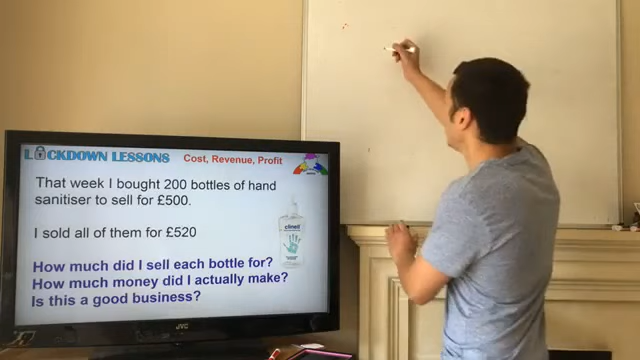 LOCKDOWN LESSONS
Cost, Revenue, Profit
That week I bought 200 bottles of hand
sanitiser to sell for £500.
I sold all of them for £520
clinell
How much did I sell each bottle for?
How much money did I actually make?
Is this a good business?
JVC